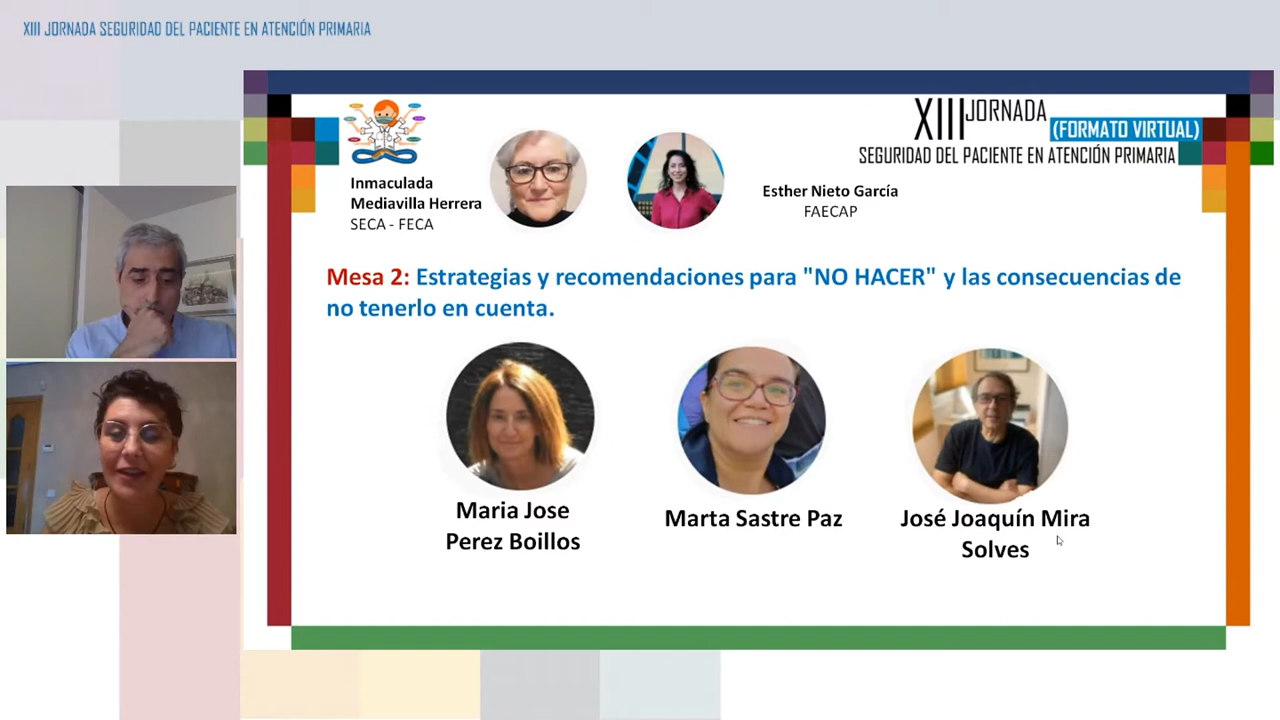 XIII JORNADA SEGURIDAD DEL PACIENTE EN ATENCIÓN PRIMARIA
XIII JORNADA
(FORMATO VIRTUAL)
SEGURIDAD DEL PACIENTE EN ATENCIÓN PRIMARIA
Inmaculada
Mediavilla Herrera
SECA - FECA
Esther Nieto García
FAECAP
Mesa 2: Estrategias y recomendaciones para "NO HACER" y las consecuencias de
no tenerlo en cuenta.
Maria Jose
Perez Boillos
Marta Sastre Paz
José Joaquín Mira
Solves